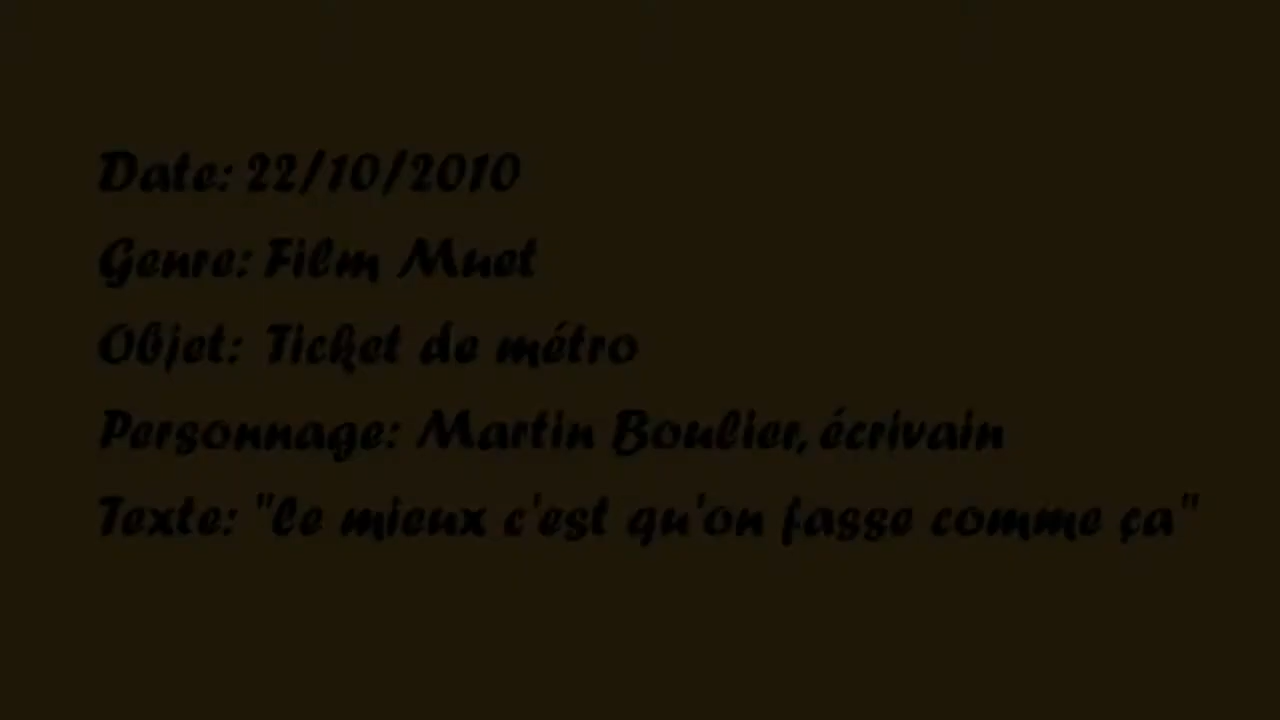 Date: 22/10/2010
Genre: Film Muet
Objet: Ticket de métro
Personnage: Martin Boulier, écrivain
Texte: "le mieux c'est qu'on fasse comme ça"